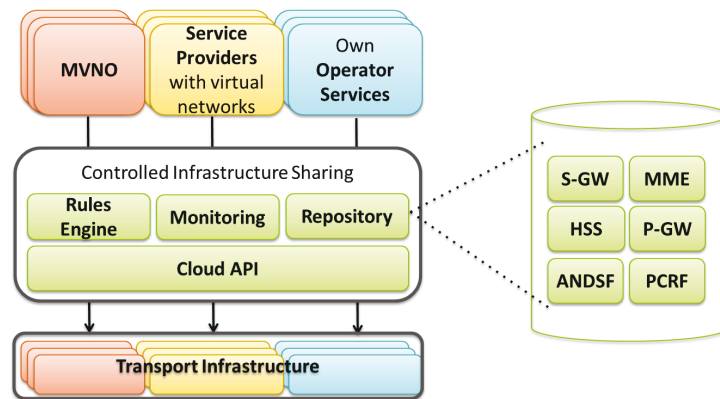 MVNO
Service
Providers
with virtual
networks
Own
Operator
Services
Controlled Infrastructure Sharing
Rules
Engine
Monitoring
Repository
Cloud API
Transport Infrastructure
S-GW
MME
HSS
P-GW
ANDSF
PCRF